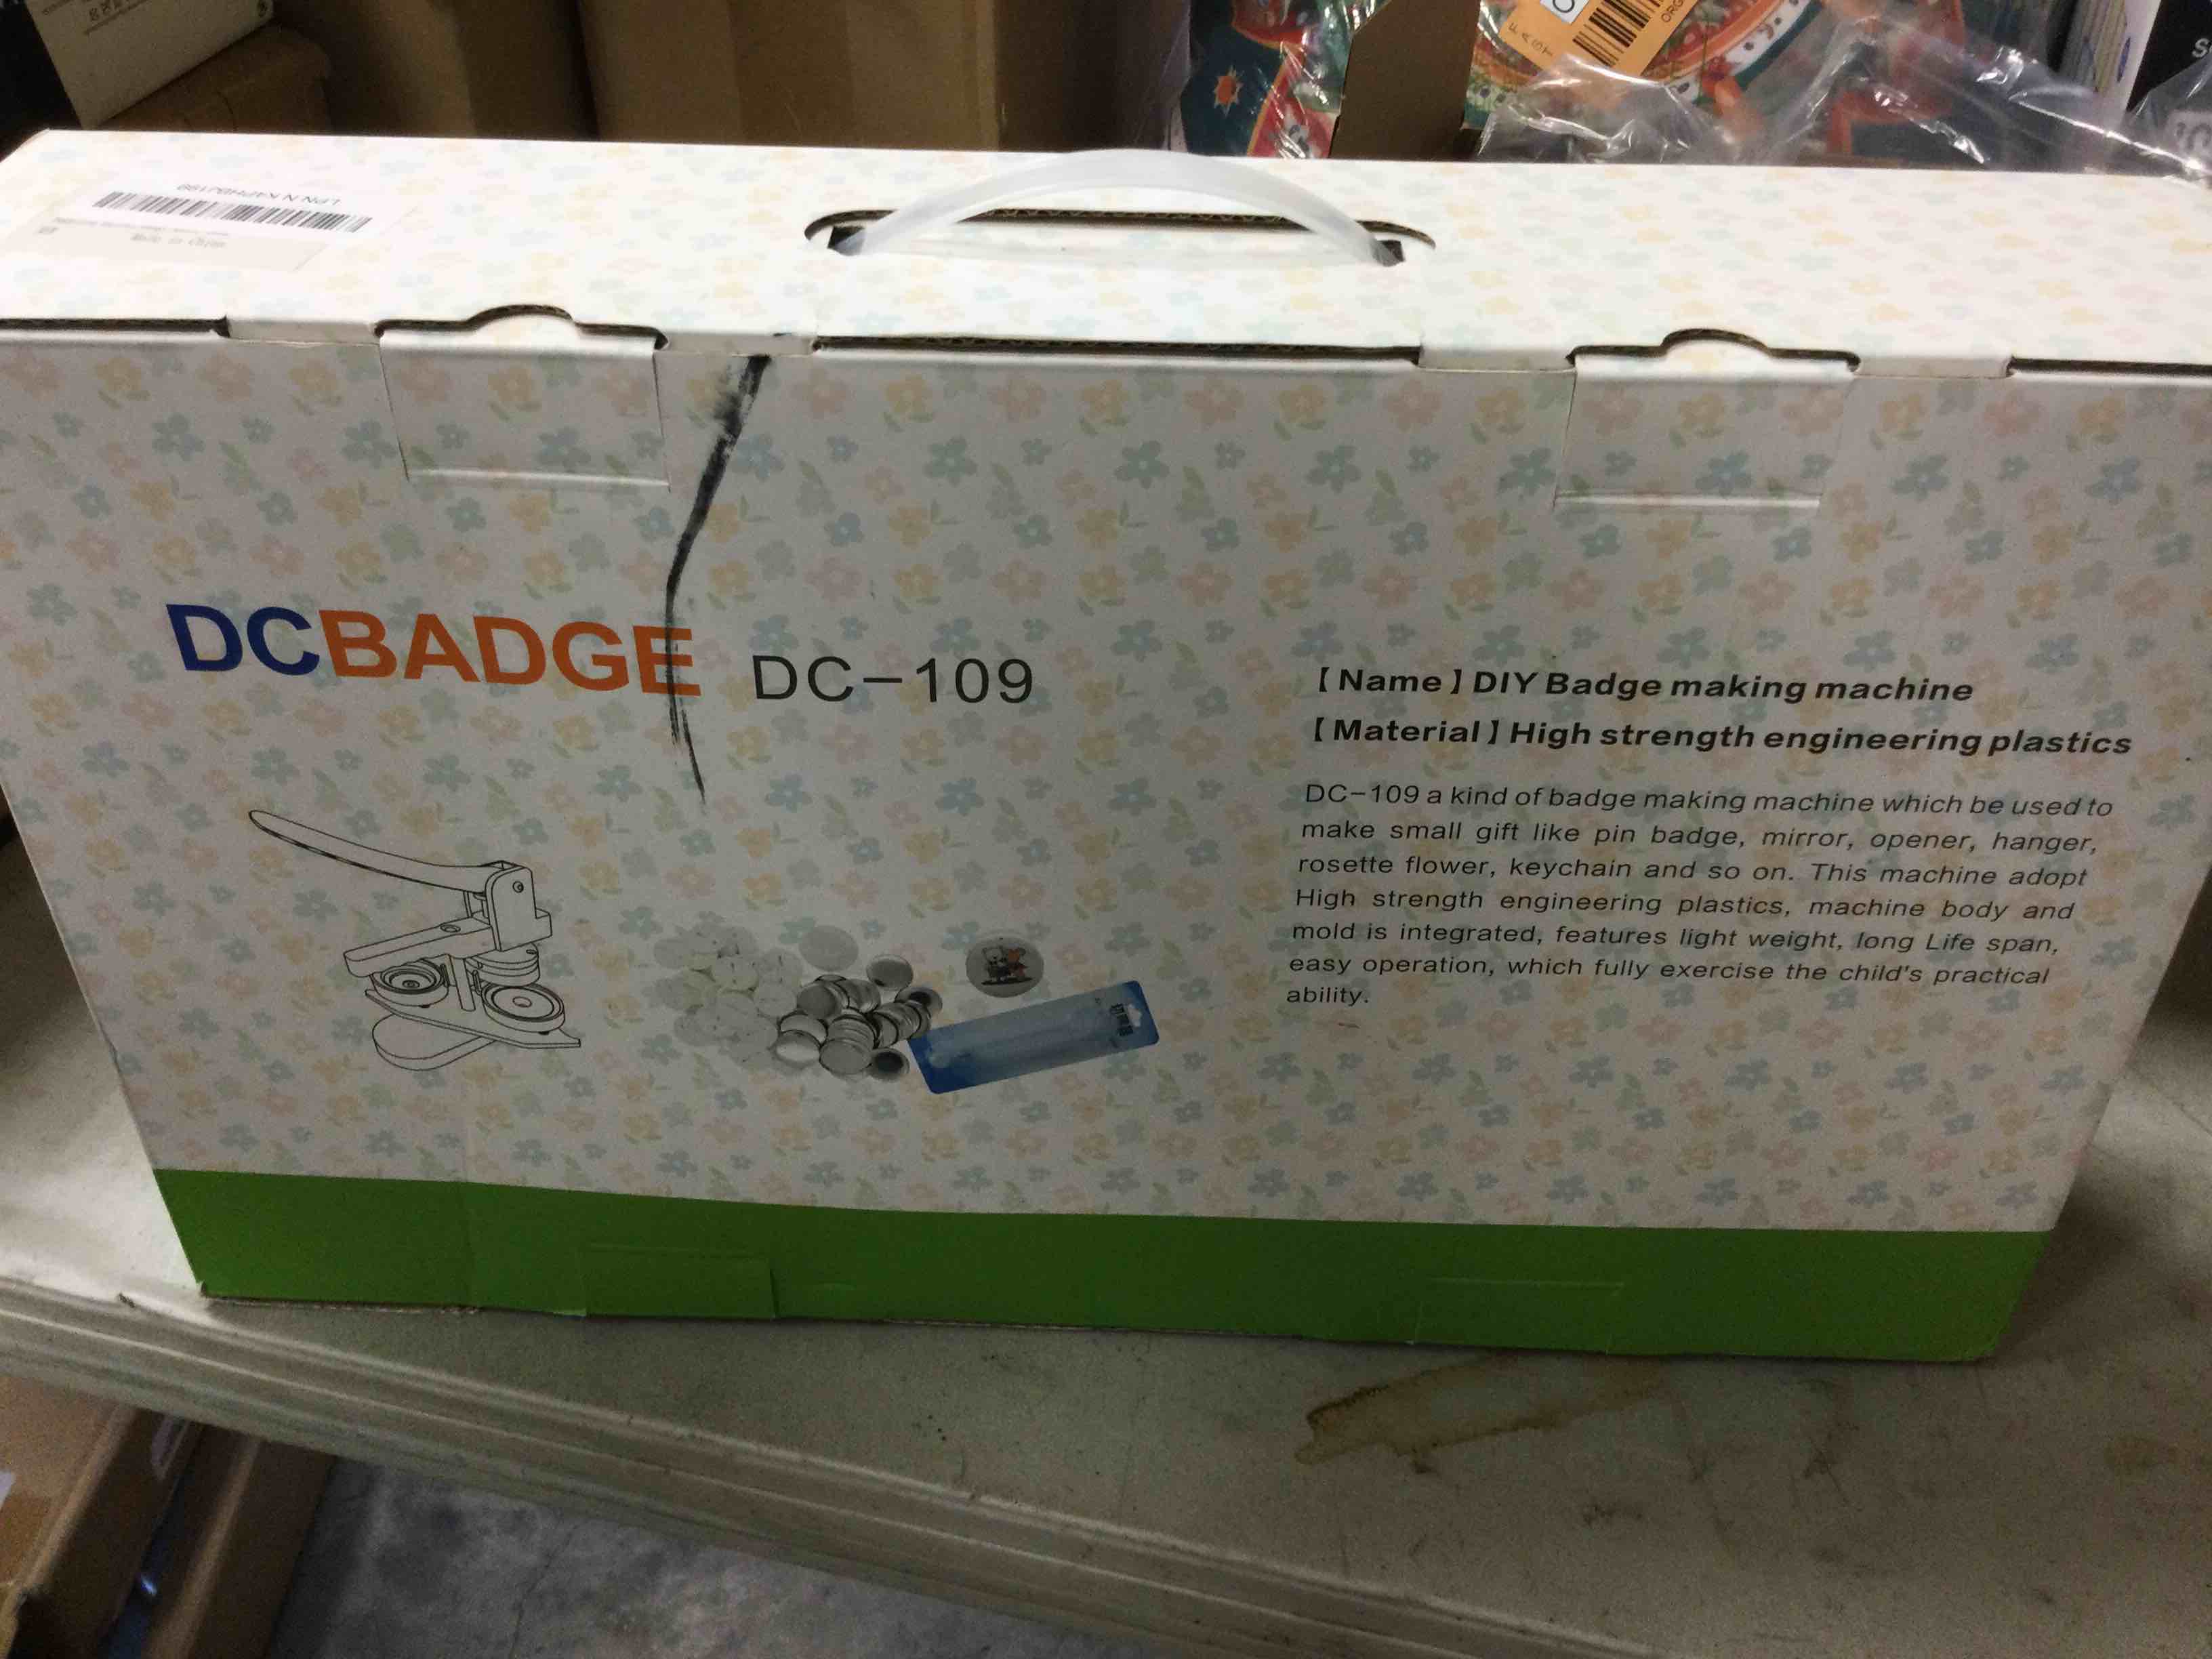 Made in China
DCBADGE DC-109
【Name】DIY Badge making machine
【Material】High strength engineering plastics
DC-109 a kind of badge making machine which be used to
make small gift like pin badge, mirror, opener, hanger,
rosette flower, keychain and so on. This machine adopt
High strength engineering plastics, machine body and
mold is integrated, features light weight, long Life span,
easy operation, which fully exercise the child's practical
ability.